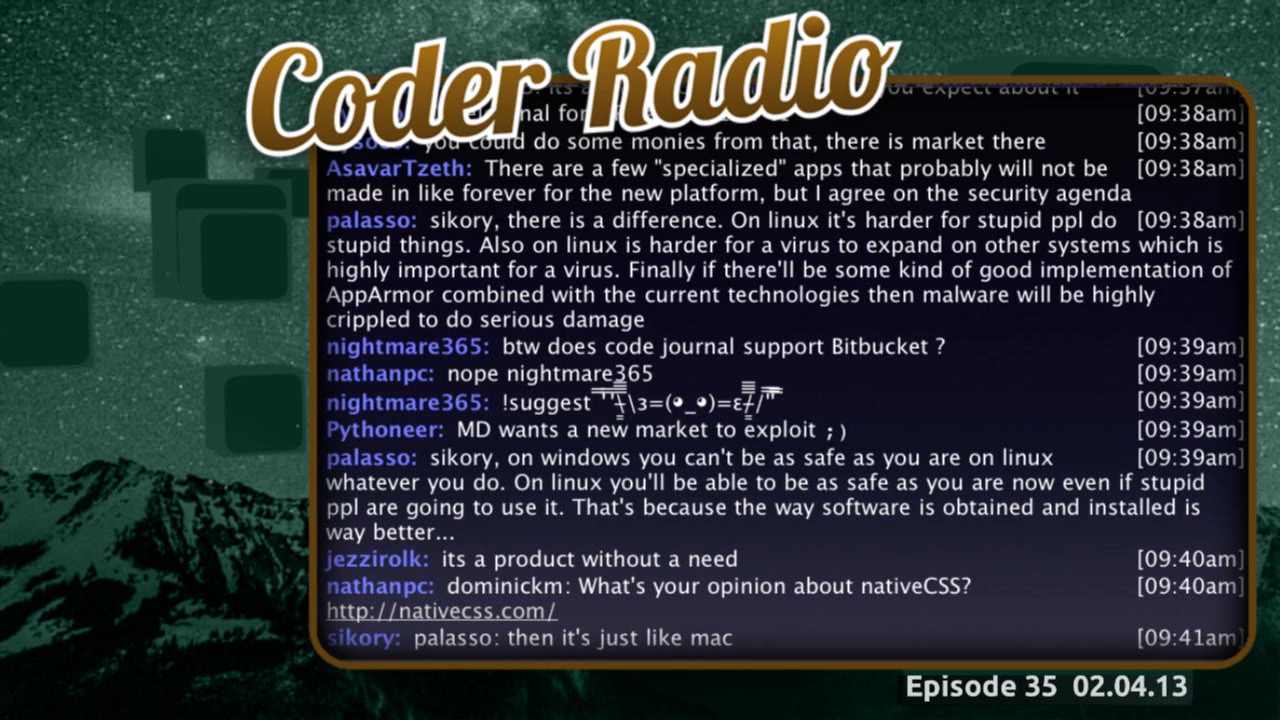 Coder Radio
you expect about it [09:37am]
[09:38am]
you could do some monies from that, there is market there [09:38am]
AsavarTzeth: There are a few "specialized" apps that probably will not be [09:38am]
made in like forever for the new platform, but I agree on the security agenda
palasso: sikory, there is a difference. On linux it's harder for stupid ppl do [09:38am]
stupid things. Also on linux is harder for a virus to expand on other systems which is
highly important for a virus. Finally if there'll be some kind of good implementation of
AppArmor combined with the current technologies then malware will be highly
crippled to do serious damage
nightmare365: btw does code journal support Bitbucket ? [09:39am]
nathanpc: nope nightmare365 [09:39am]
nightmare365: !suggest [09:39am]
Pythoneer: MD wants a new market to exploit ;) [09:39am]
palasso: sikory, on windows you can't be as safe as you are on linux [09:39am]
whatever you do. On linux you'll be able to be as safe as you are now even if stupid
ppl are going to use it. That's because the way software is obtained and installed is
way better...
jezzirolk: its a product without a need [09:40am]
nathanpc: dominickm: What's your opinion about nativeCSS? [09:40am]
http://nativecss.com/
sikory: palasso: then it's just like mac [09:41am]
Episode 35 02.04.13